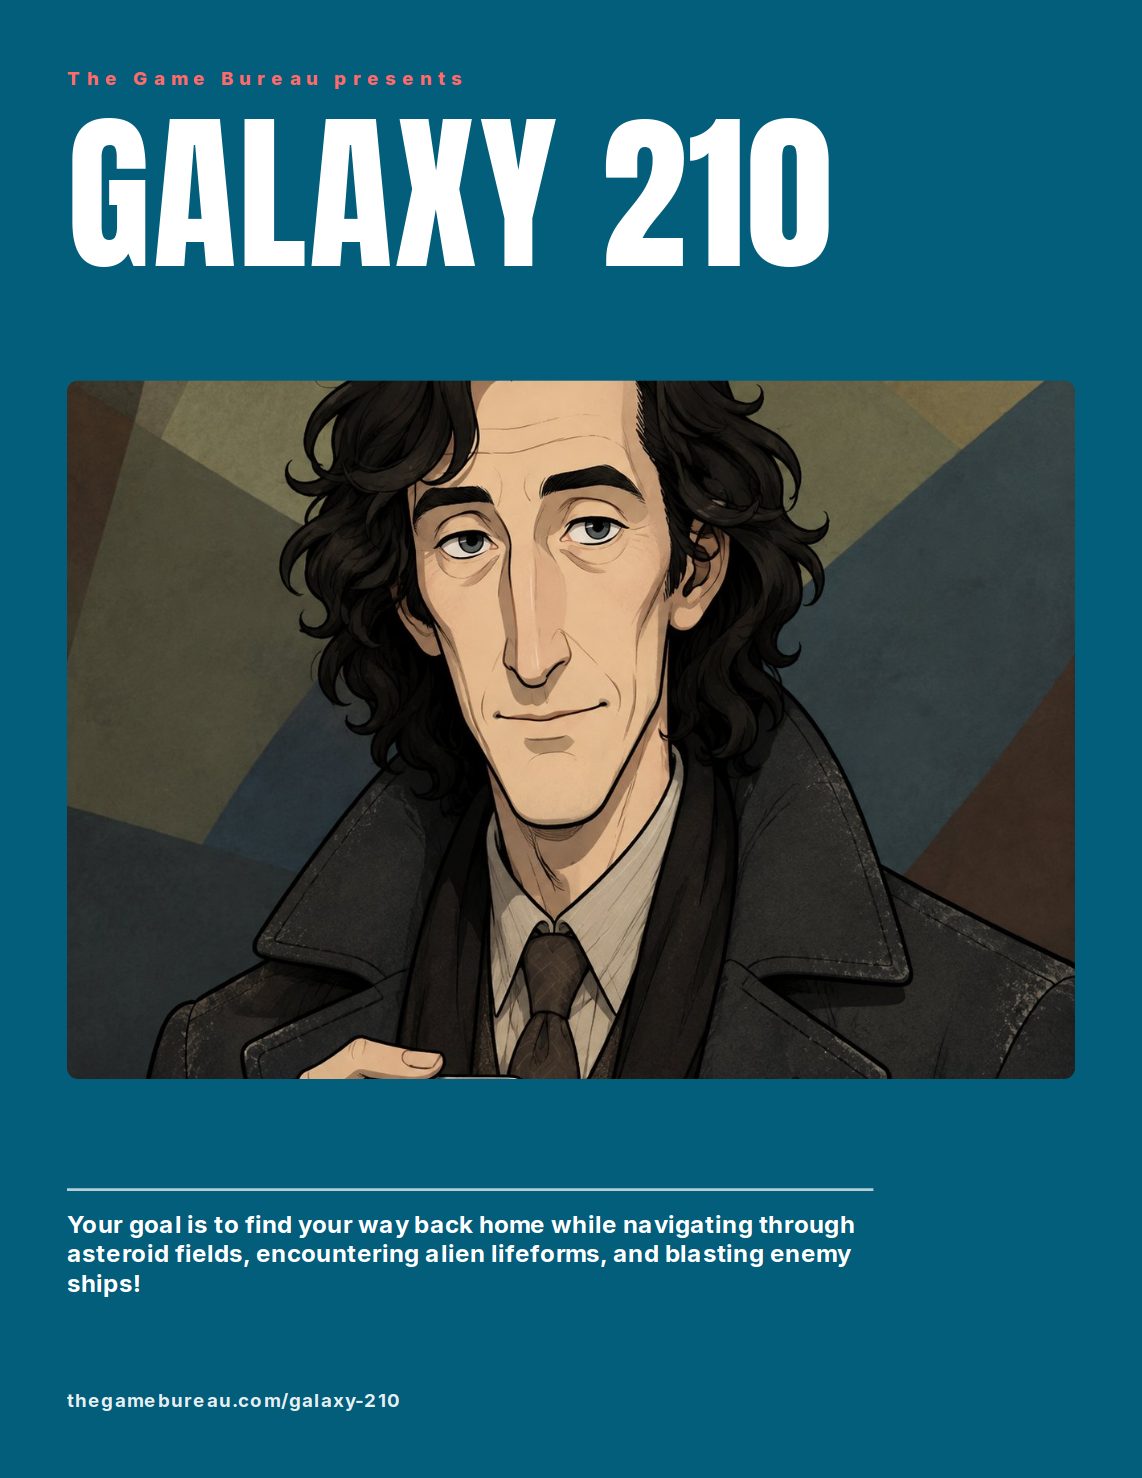 The Game Bureau presents
GALAXY 210
Your goal is to find your way back home while navigating through
asteroid fields, encountering alien lifeforms, and blasting enemy
ships!
thegamebureau.com/galaxy-210